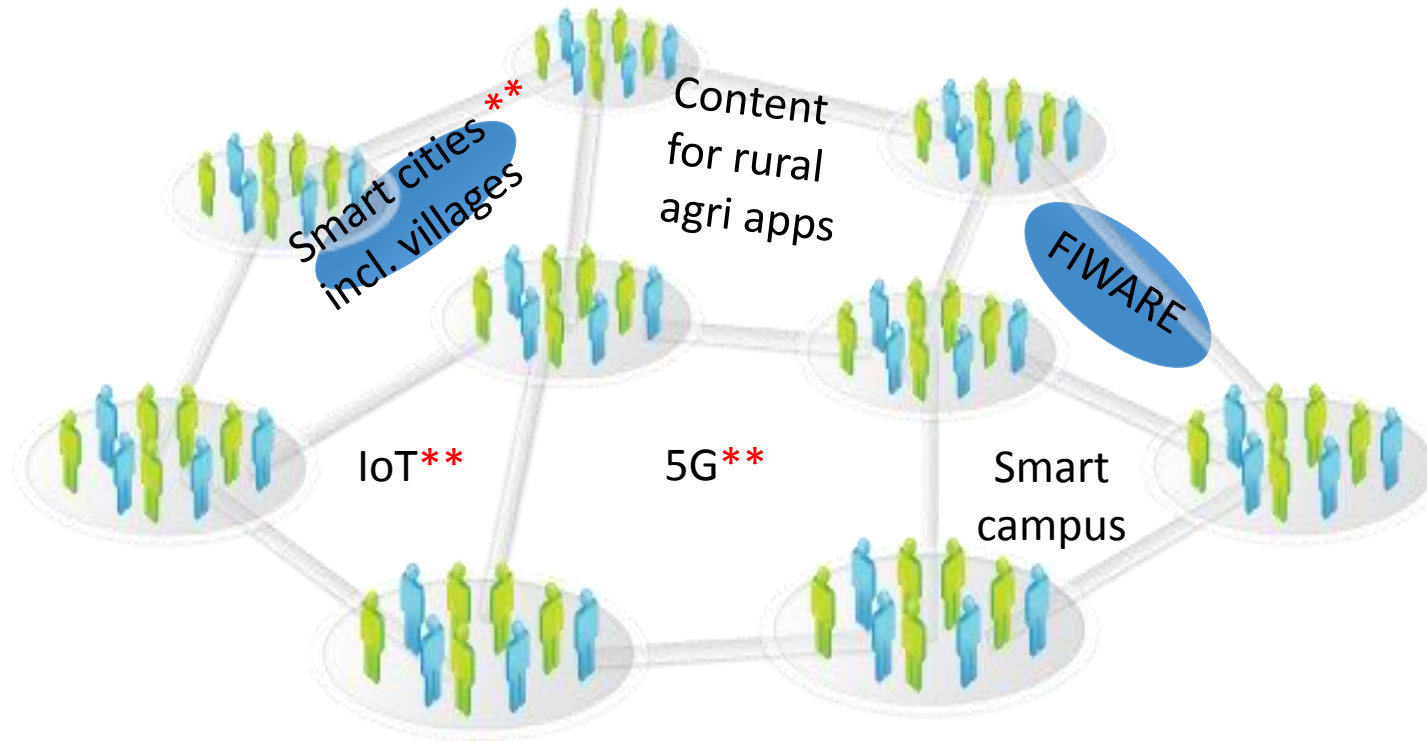 Smart cities **
incl. villages
Content
for rural
agri apps
FIWARE
IoT**
5G**
Smart
campus